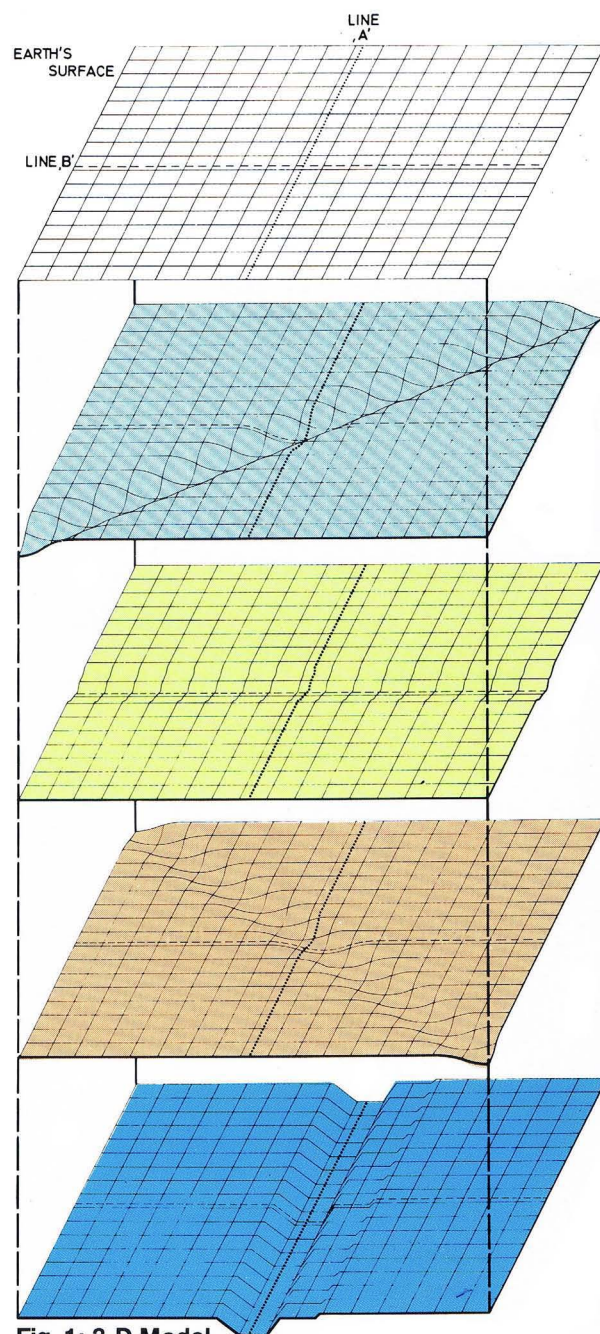 LINE
‚A'
EARTH'S
SURFACE
LINE‚B'
Fig. 1: 3-D Model